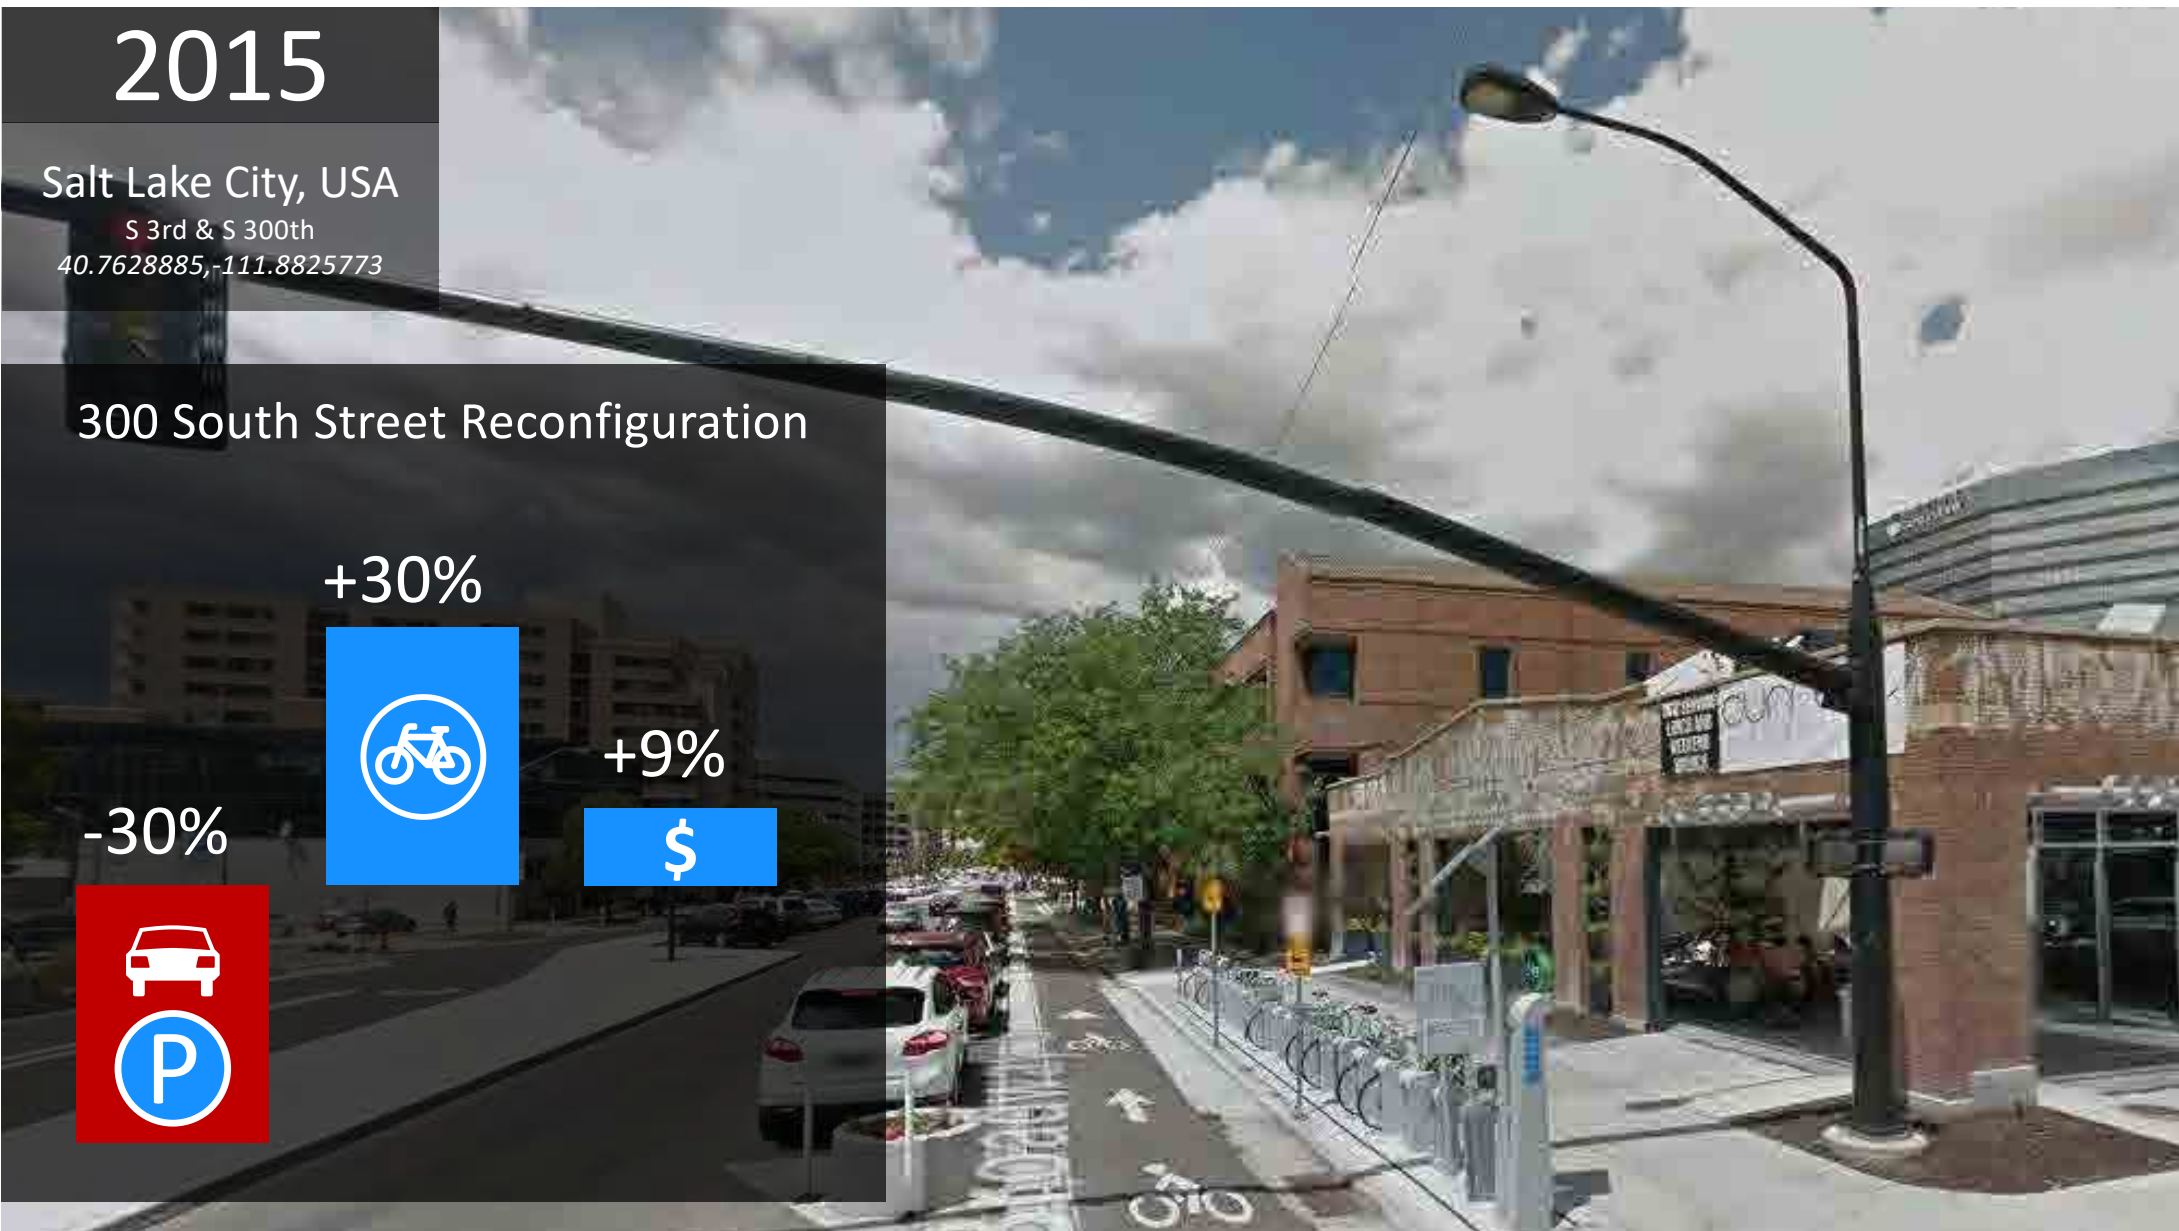 2015
Salt Lake City, USA
S 3rd & S 300th
40.7628885,-111.8825773
300 South Street Reconfiguration
+30%
+9%
$
-30%
P